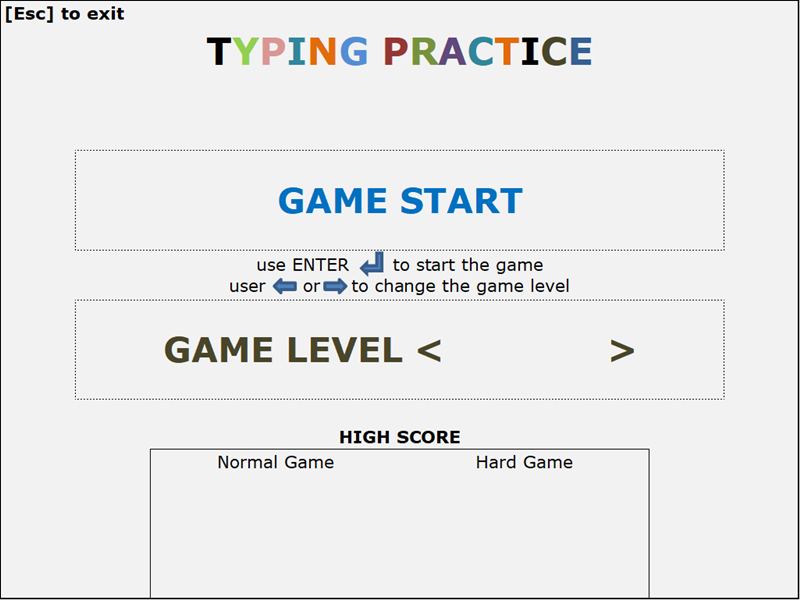 [Esc] to exit
TYPING PRACTICE
GAME START
use ENTER to start the game
user or to change the game level
GAME LEVEL < >
HIGH SCORE
Normal Game Hard Game